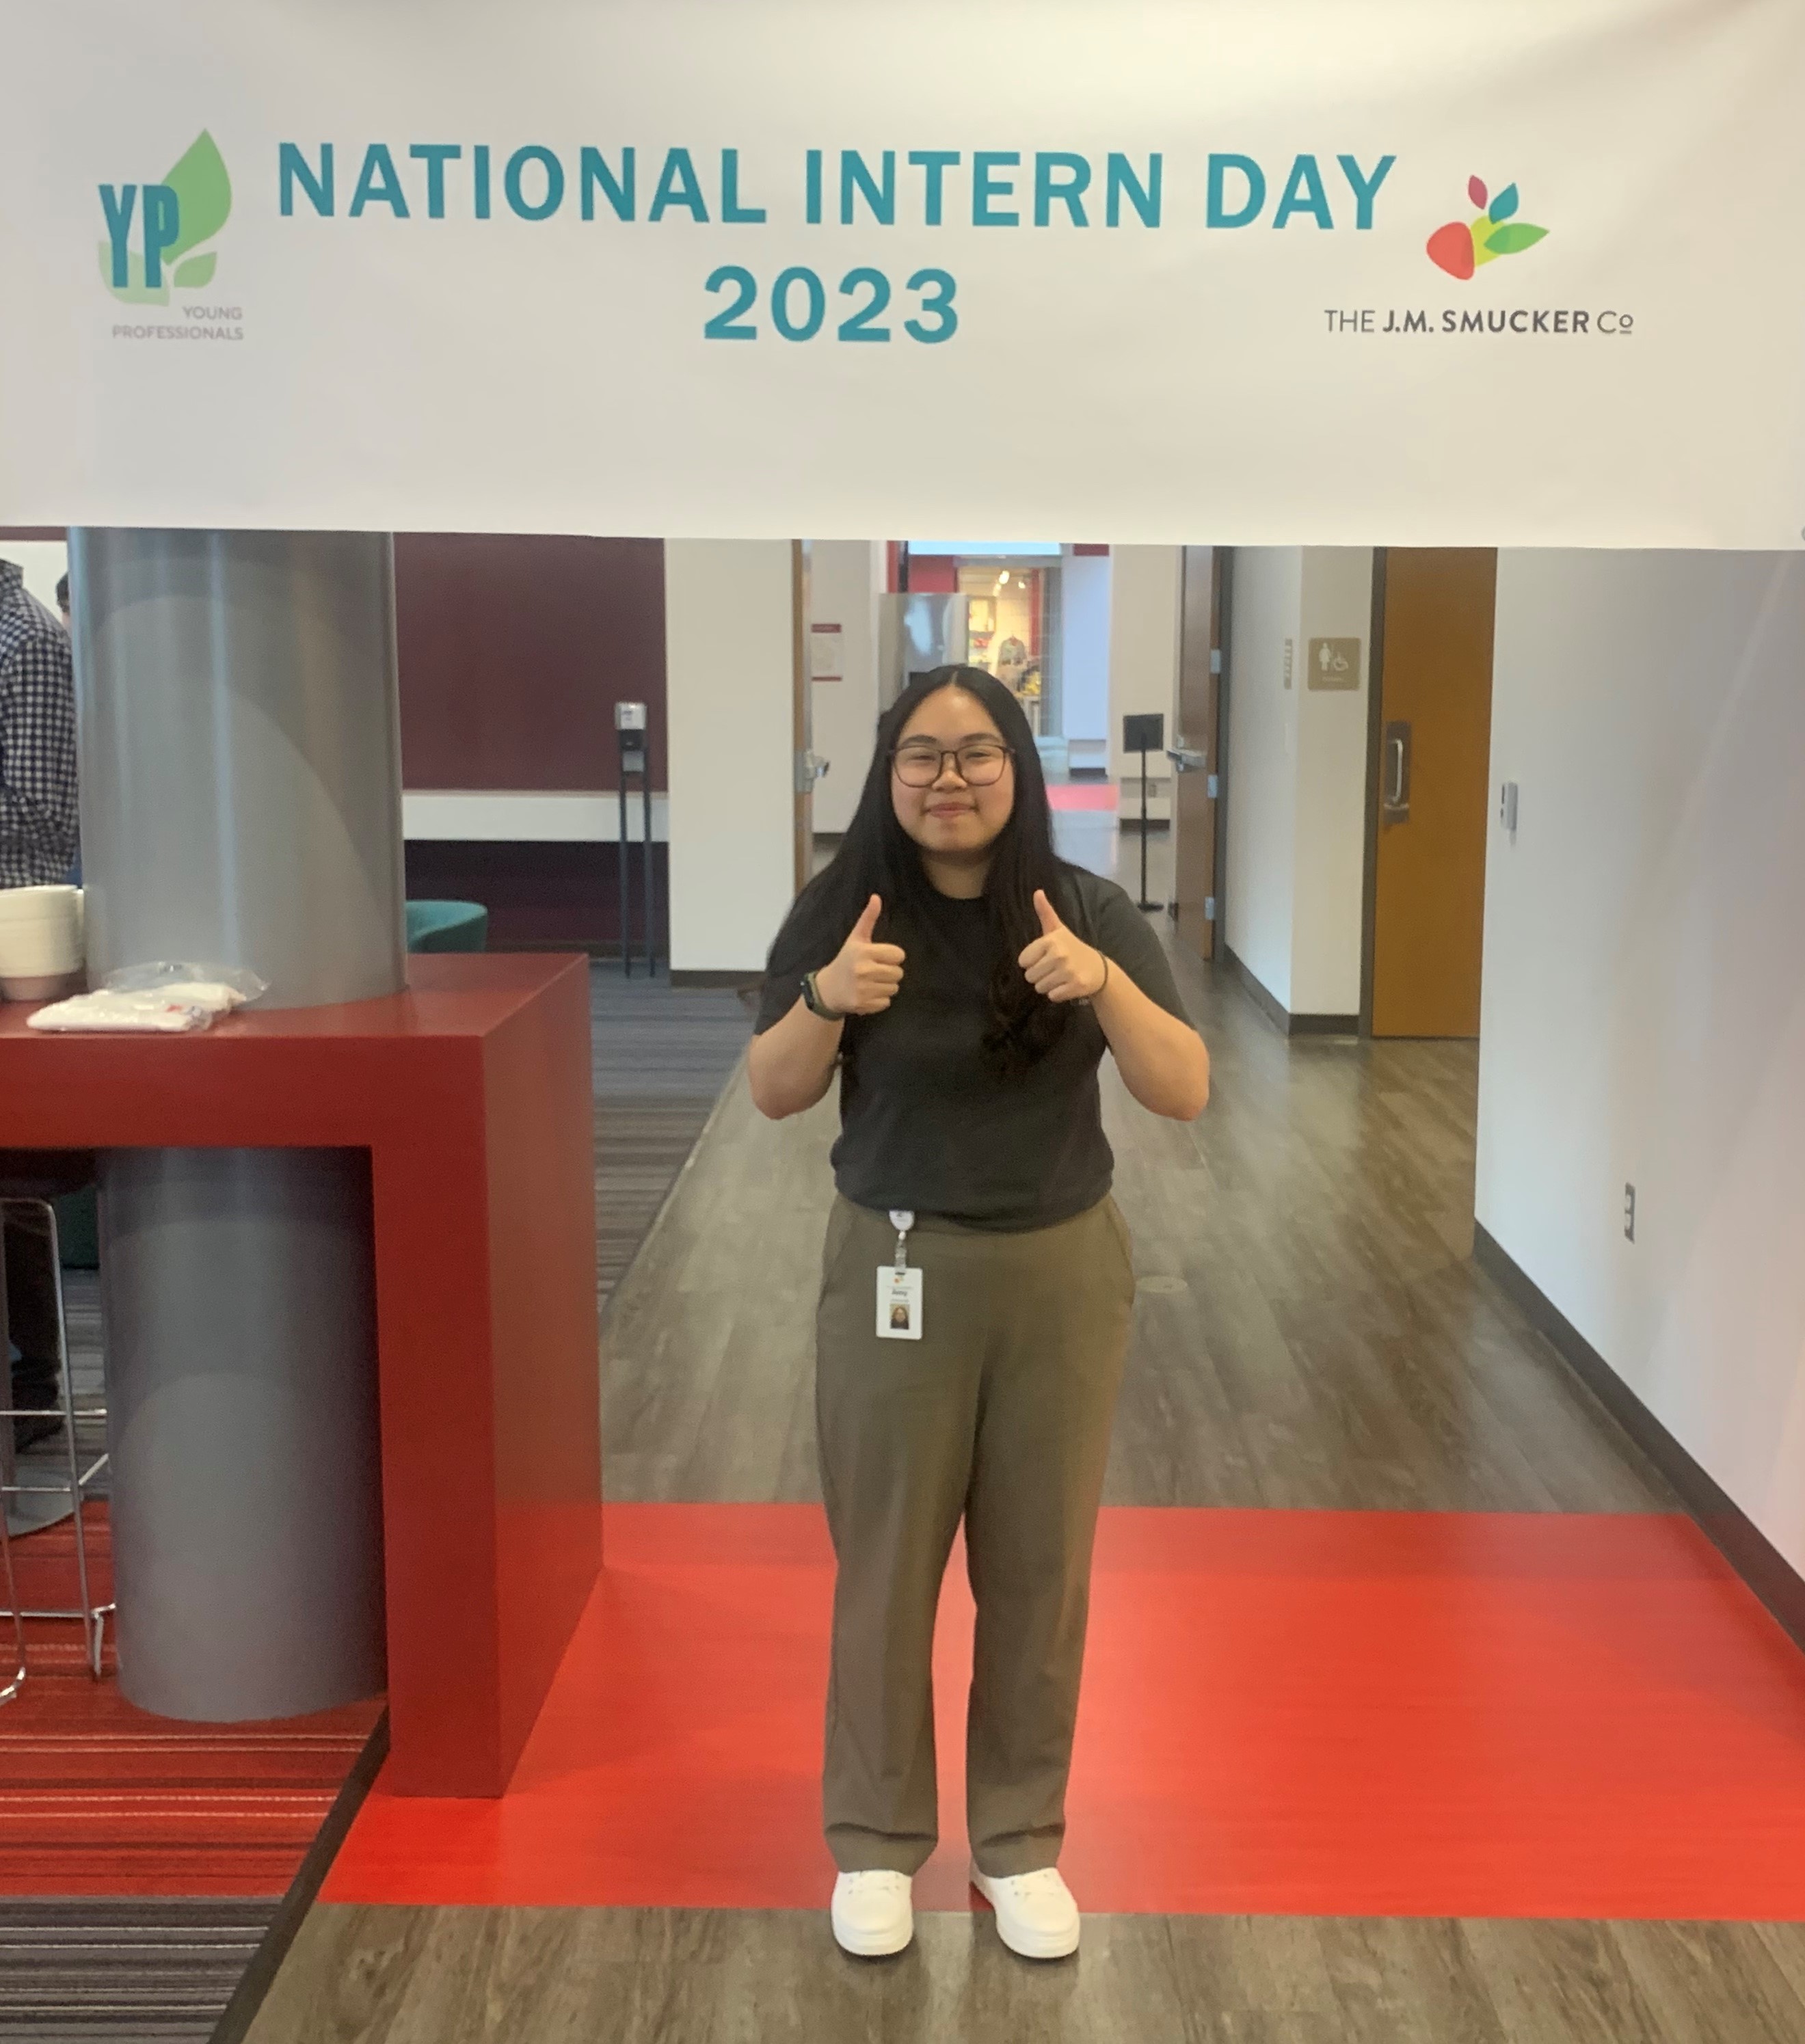 NATIONAL INTERN DAY
2023
YP
YOUNG
PROFESSIONALS
THE J.M. SMUCKER Co